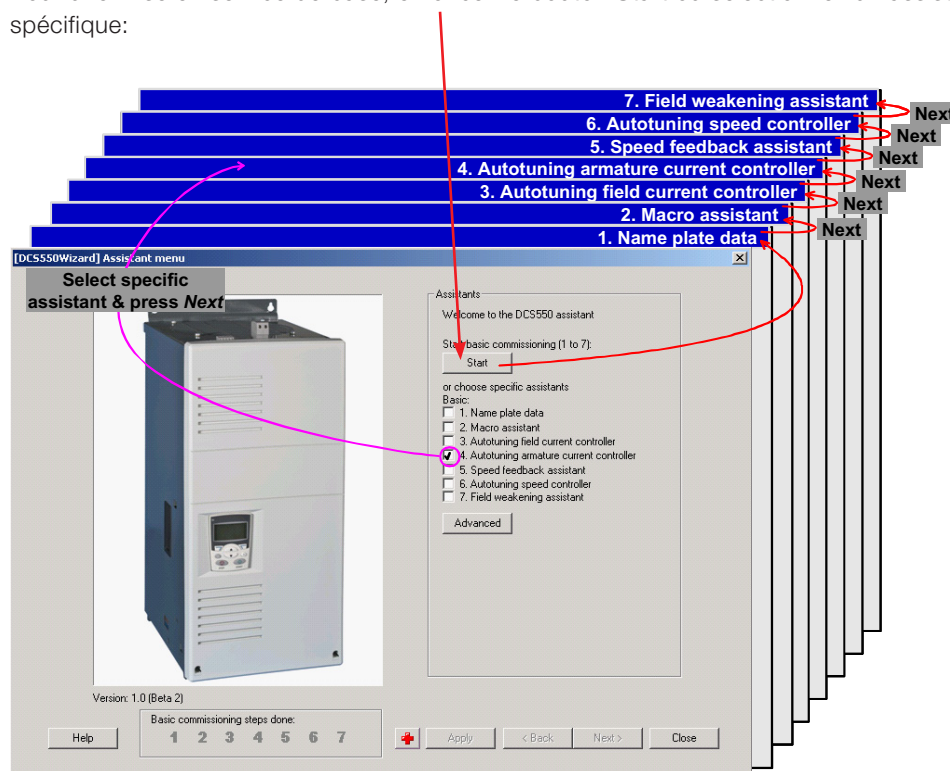 spécifique:
7. Field weakening assistant
Next
6. Autotuning speed controller
Next
5. Speed feedback assistant
Next
4. Autotuning armature current controller
Next
3. Autotuning field current controller
Next
2. Macro assistant
Next
1. Name plate data
[DCS550Wizard] Assistant menu
Select specific
assistant & press Next
Assistants
Welcome to the DCS550 assistant
Start basic commissioning (1 to 7):
Start
or choose specific assistants
Basic:
1. Name plate data
2. Macro assistant
3. Autotuning field current controller
4. Autotuning armature current controller
5. Speed feedback assistant
6. Autotuning speed controller
7. Field weakening assistant
Advanced
Version: 1.0 (Beta 2)
Basic commissioning steps done:
1 2 3 4 5 6 7
Help
Apply
< Back
Next >
Close